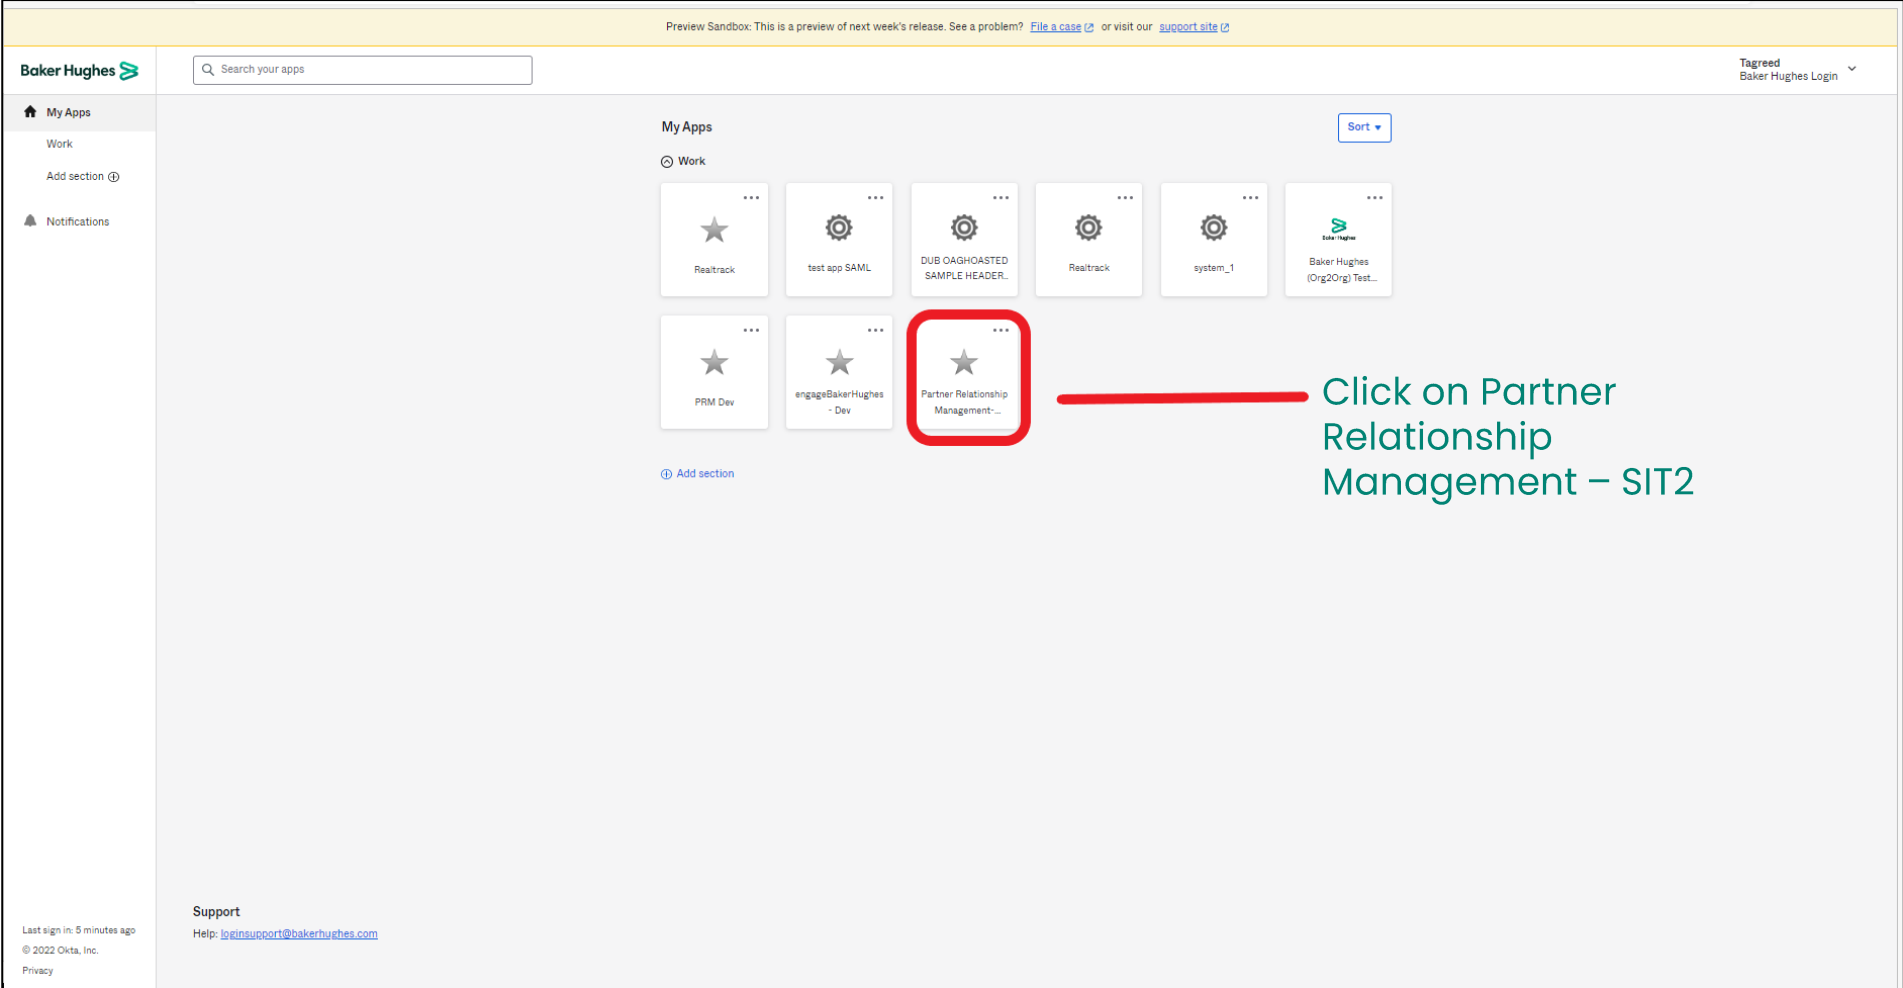 Preview Sandbox: This is a preview of next week's release. See a problem? File a case or visit our support site
Baker Hughes
Search your apps
Tagreed
Baker Hughes Login
My Apps
Work
Add section
Notifications
My Apps
Sort
Work
Realtrack
test app SAML
DUB OAGHOASTED
SAMPLE HEADER...
Realtrack
system_1
Baker Hughes
Baker Hughes
(Org2Org) Test...
PRM Dev
engageBakerHughes
- Dev
Partner Relationship
Management-...
Click on Partner
Relationship
Management – SIT2
Add section
Support
Help: loginsupport@bakerhughes.com
Last sign in: 5 minutes ago
© 2022 Okta, Inc.
Privacy